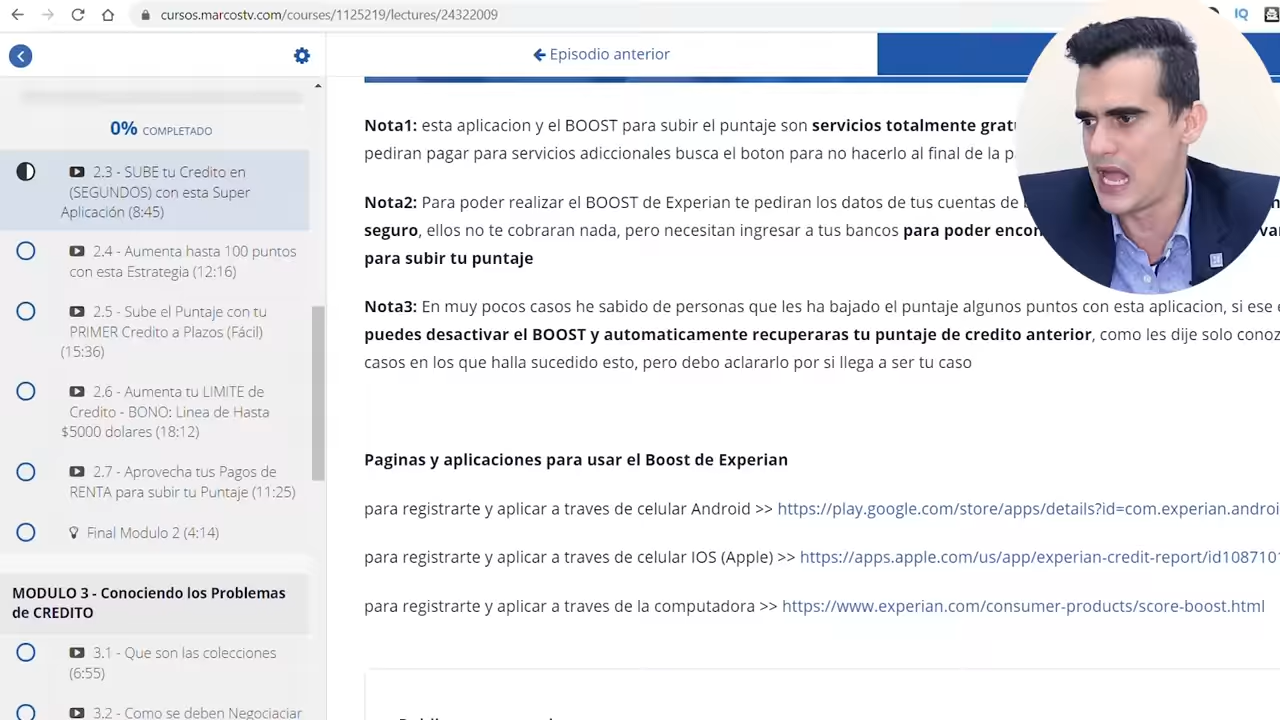 cursos.marcostv.com/courses/1125219/lectures/24322009
IQ
Episodio anterior
0% COMPLETADO
2.3 - SUBE tu Credito en
(SEGUNDOS) con esta Super
Aplicación (8:45)
2.4 - Aumenta hasta 100 puntos
con esta Estrategia (12:16)
2.5 - Sube el Puntaje con tu
PRIMER Credito a Plazos (Fácil)
(15:36)
2.6 - Aumenta tu LIMITE de
Credito - BONO: Linea de Hasta
$5000 dolares (18:12)
2.7 - Aprovecha tus Pagos de
RENTA para subir tu Puntaje (11:25)
Final Modulo 2 (4:14)
MODULO 3 - Conociendo los Problemas
de CREDITO
3.1 - Que son las colecciones
(6:55)
3.2 - Como se deben Negociaciar
Nota1: esta aplicacion y el BOOST para subir el puntaje son servicios totalmente
pediran pagar para servicios adiccionales busca el boton para no hacerlo al final de la
Nota2: Para poder realizar el BOOST de Experian te pediran los datos de tus cuentas de
seguro, ellos no te cobraran nada, pero necesitan ingresar a tus bancos para poder
para subir tu puntaje
Nota3: En muy pocos casos he sabido de personas que les ha bajado el puntaje algunos puntos con esta aplicacion, si ese
puedes desactivar el BOOST y automaticamente recuperaras tu puntaje de credito anterior, como les dije solo
casos en los que halla sucedido esto, pero debo aclararlo por si llega a ser tu caso
Paginas y aplicaciones para usar el Boost de Experian
para registrarte y aplicar a traves de celular Android >> https://play.google.com/store/apps/details?id=com.experian.androi
para registrarte y aplicar a traves de celular IOS (Apple) >> https://apps.apple.com/us/app/experian-credit-report/id108710
para registrarte y aplicar a traves de la computadora >> https://www.experian.com/consumer-products/score-boost.html